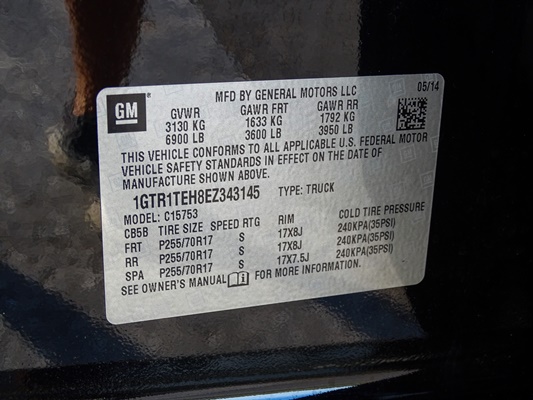 GM
MFD BY GENERAL MOTORS LLC 05/14
GVWR GAWR FRT GAWR RR
3130 KG 1633 KG 1792 KG
6900 LB 3600 LB 3950 LB
THIS VEHICLE CONFORMS TO ALL APPLICABLE U.S. FEDERAL MOTOR
VEHICLE SAFETY STANDARDS IN EFFECT ON THE DATE OF
MANUFACTURE SHOWN ABOVE.
1GTR1TEH8EZ343145 TYPE: TRUCK
MODEL: C15753
CB5B TIRE SIZE SPEED RTG RIM COLD TIRE PRESSURE
FRT P255/70R17 S 17X8J 240KPA(35PSI)
RR P255/70R17 S 17X8J 240KPA(35PSI)
SPA P255/70R17 S 17X7.5J 240KPA(35PSI)
SEE OWNER'S MANUAL FOR MORE INFORMATION.